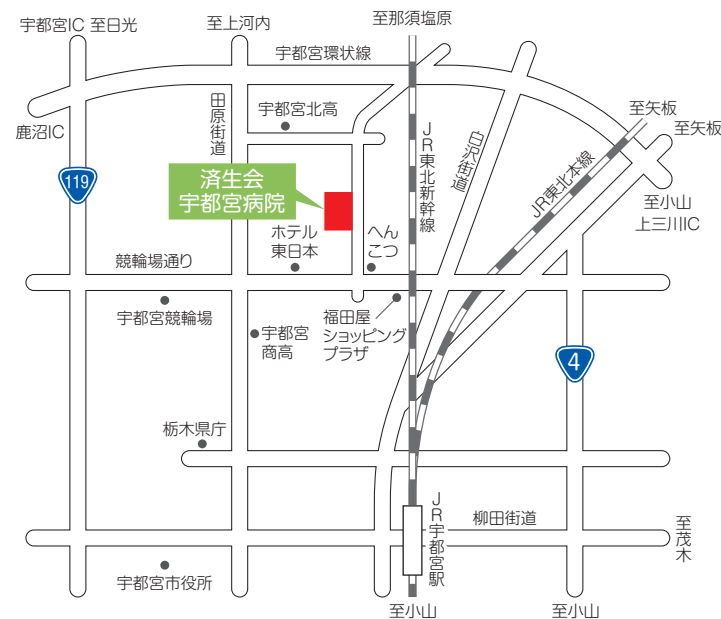 宇都宮IC 至日光
至上河内
至那須塩原
宇都宮環状線
鹿沼IC
田原街道
宇都宮北高
JR東北新幹線
白沢街道
至矢板
至矢板
JR東北本線
119
済生会
宇都宮病院
至小山
上三川IC
ホテル
東日本
へん
こつ
競輪場通り
宇都宮競輪場
宇都宮
商高
福田屋
ショッピング
プラザ
4
栃木県庁
JR宇都宮駅
柳田街道
至茂木
宇都宮市役所
至小山
至小山